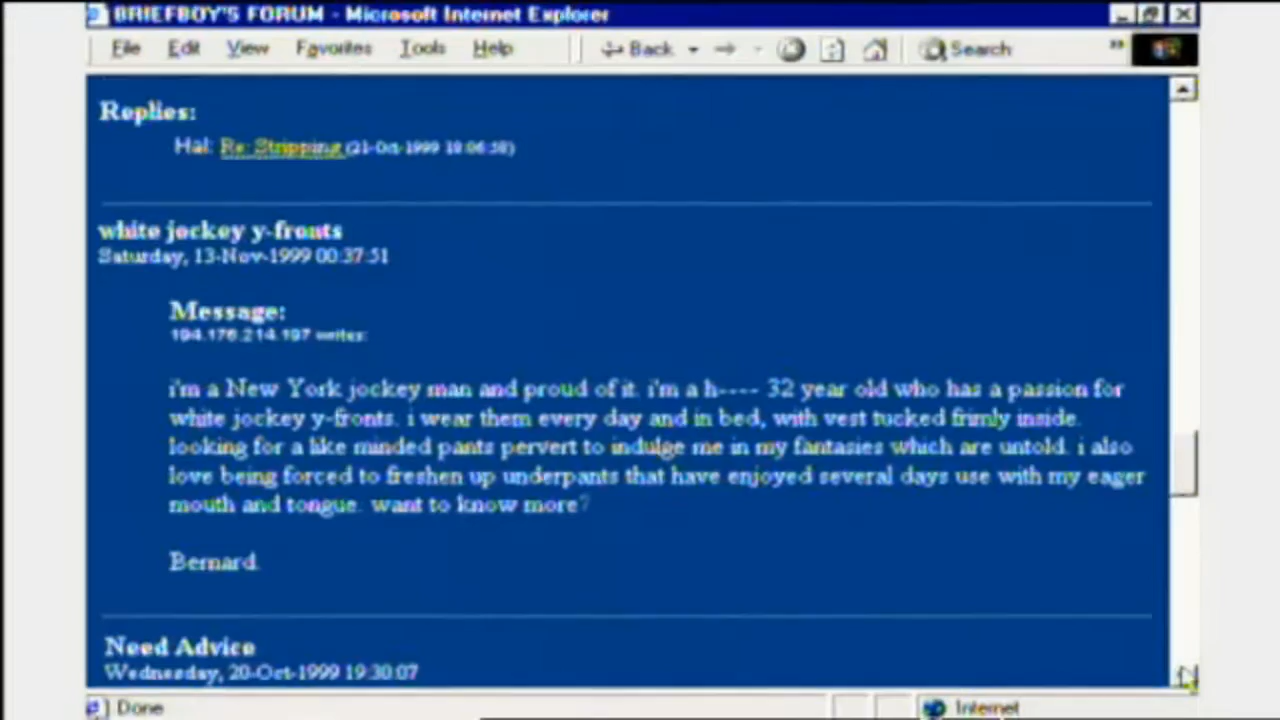 BRIEFBOY'S FORUM - Microsoft Internet Explorer
File Edit View Favorites Tools Help Back Search
Replies:
Hal: Re: Stripping (21-Oct-1999 18:06:58)
white jockey y-fronts
Saturday, 13-Nov-1999 00:37:51
Message:
194.176.214.197 writes:
i'm a New York jockey man and proud of it. i'm a h---- 32 year old who has a passion for
white jockey y-fronts. i wear them every day and in bed, with vest tucked frimly inside.
looking for a like minded pants pervert to indulge me in my fantasies which are untold. i also
love being forced to freshen up underpants that have enjoyed several days use with my eager
mouth and tongue. want to know more?
Bernard.
Need Advice
Wednesday, 20-Oct-1999 19:30:07
Done Internet